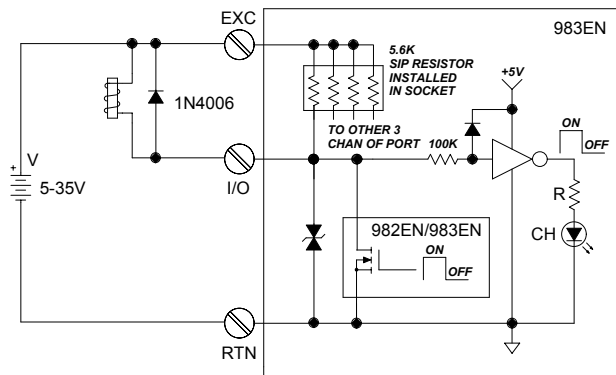 EXC
983EN
5.6K
SIP RESISTOR
INSTALLED
IN SOCKET
+5V
1N4006
TO OTHER 3
CHAN OF PORT
100K
ON
OFF
I/O
+
V
5-35V
R
982EN/983EN
ON
OFF
CH
RTN